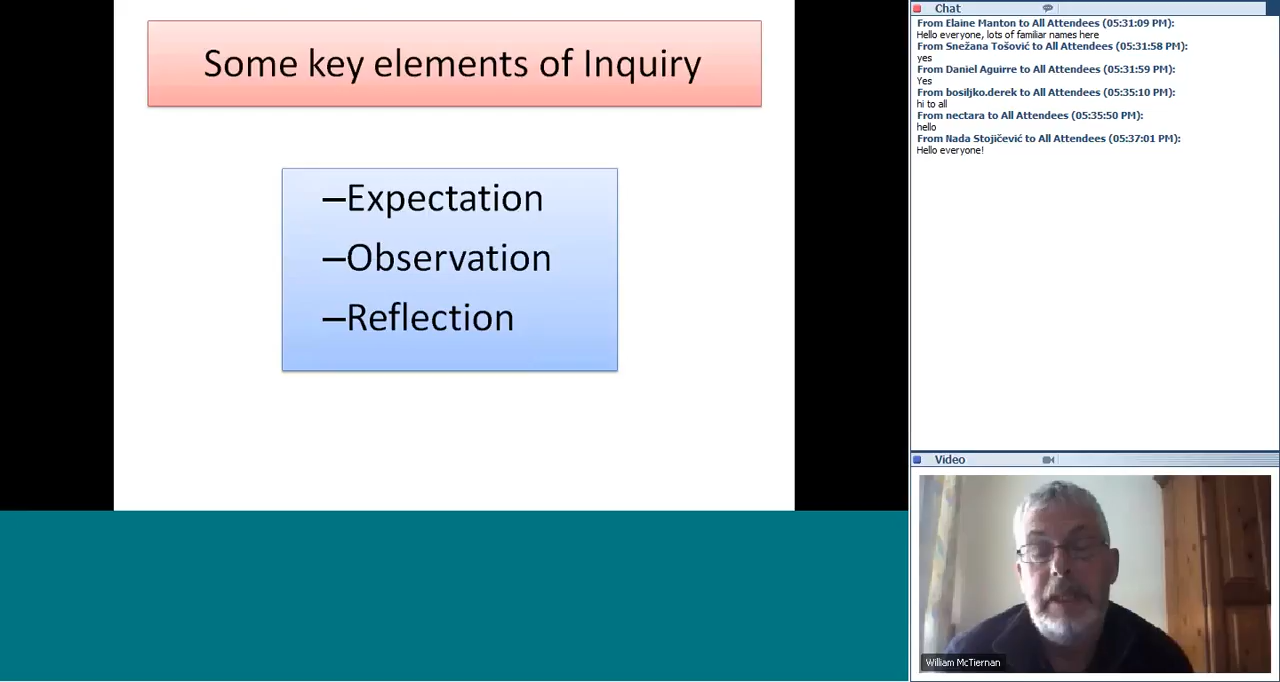 Some key elements of Inquiry
–Expectation
–Observation
–Reflection
Chat
From Elaine Manton to All Attendees (05:31:09 PM):
Hello everyone, lots of familiar names here
From Snežana Tošović to All Attendees (05:31:58 PM):
yes
From Daniel Aguirre to All Attendees (05:31:59 PM):
Yes
From bosiljko.derek to All Attendees (05:35:10 PM):
hi to all
From nectara to All Attendees (05:35:50 PM):
hello
From Nada Stojičević to All Attendees (05:37:01 PM):
Hello everyone!
Video
William McTiernan